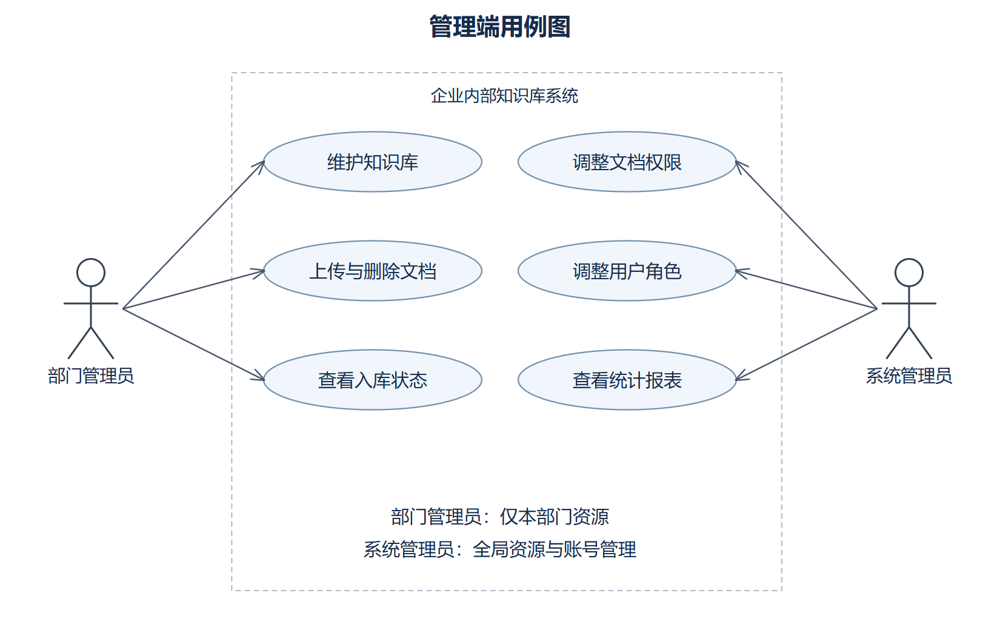 管理端用例图
企业内部知识库系统
维护知识库
调整文档权限
上传与删除文档
调整用户角色
查看入库状态
查看统计报表
部门管理员
系统管理员
部门管理员：仅本部门资源
系统管理员：全局资源与账号管理